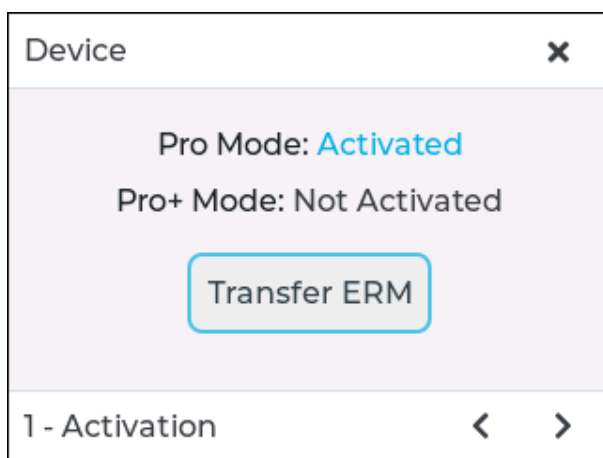 Device
Pro Mode: Activated
Pro+ Mode: Not Activated
Transfer ERM
1 - Activation